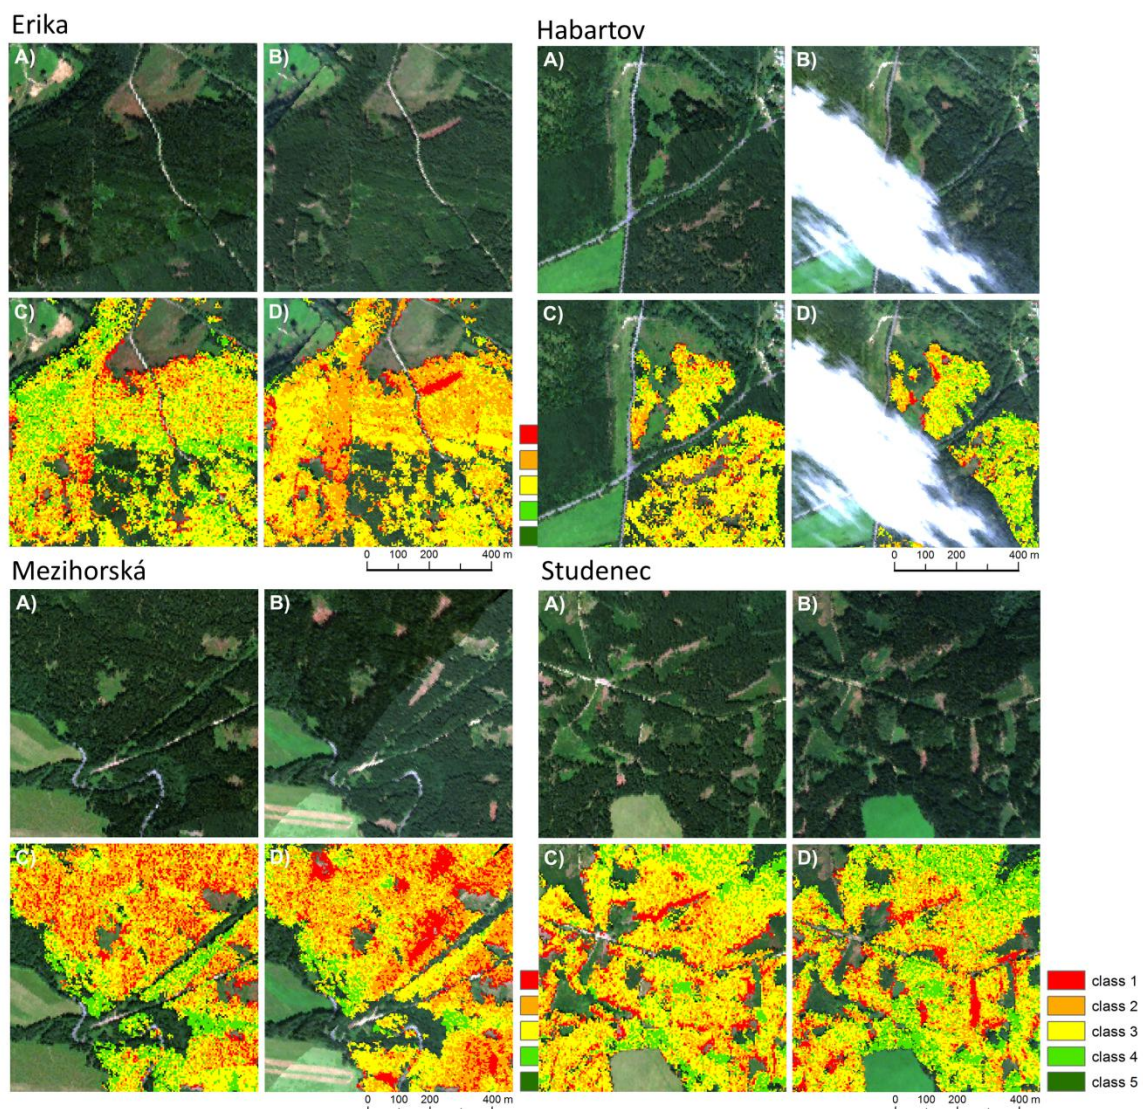 Erika
Habartov
A)
B)
A)
B)
C)
D)
C)
D)
0 100 200 400 m
0 100 200 400 m
Mezihorská
Studenec
A)
B)
A)
B)
C)
D)
C)
D)
class 1
class 2
class 3
class 4
class 5
0 100 200 400 m
0 100 200 400 m